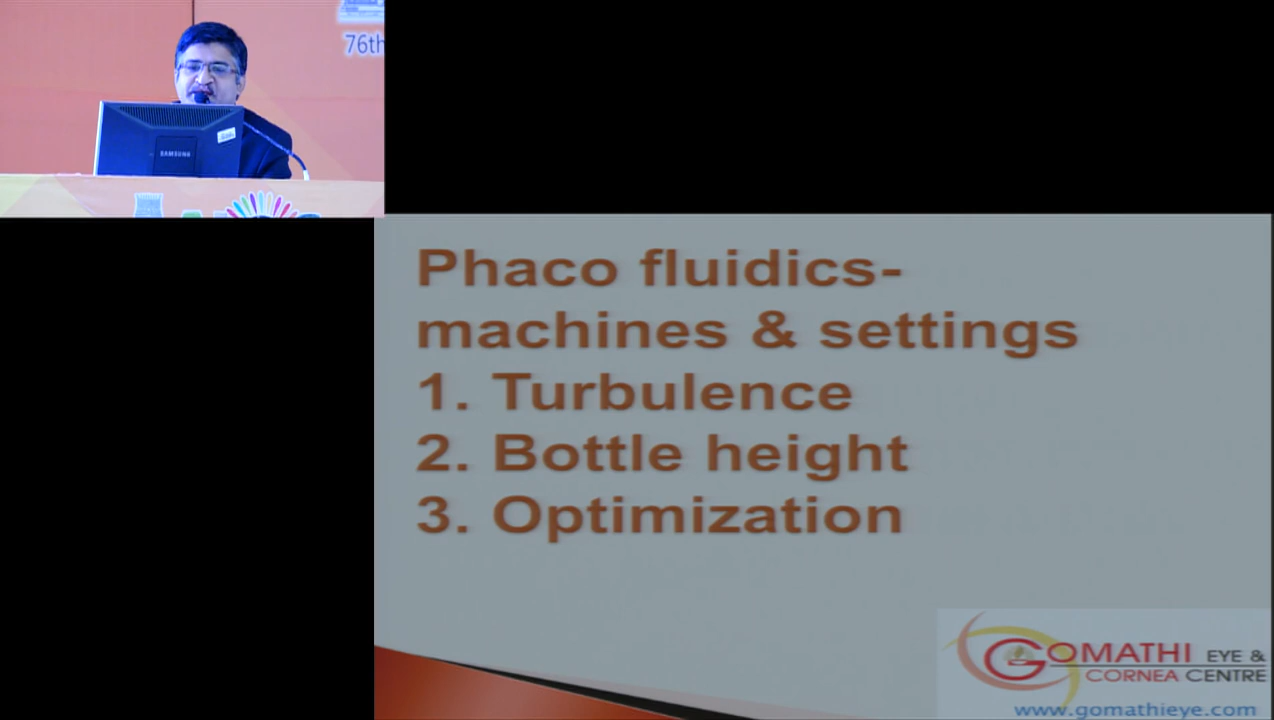 76th
SAMSUNG
Phaco fluidics-
machines & settings
1. Turbulence
2. Bottle height
3. Optimization
GOMATHI EYE &
CORNEA CENTRE
www.gomathieye.com